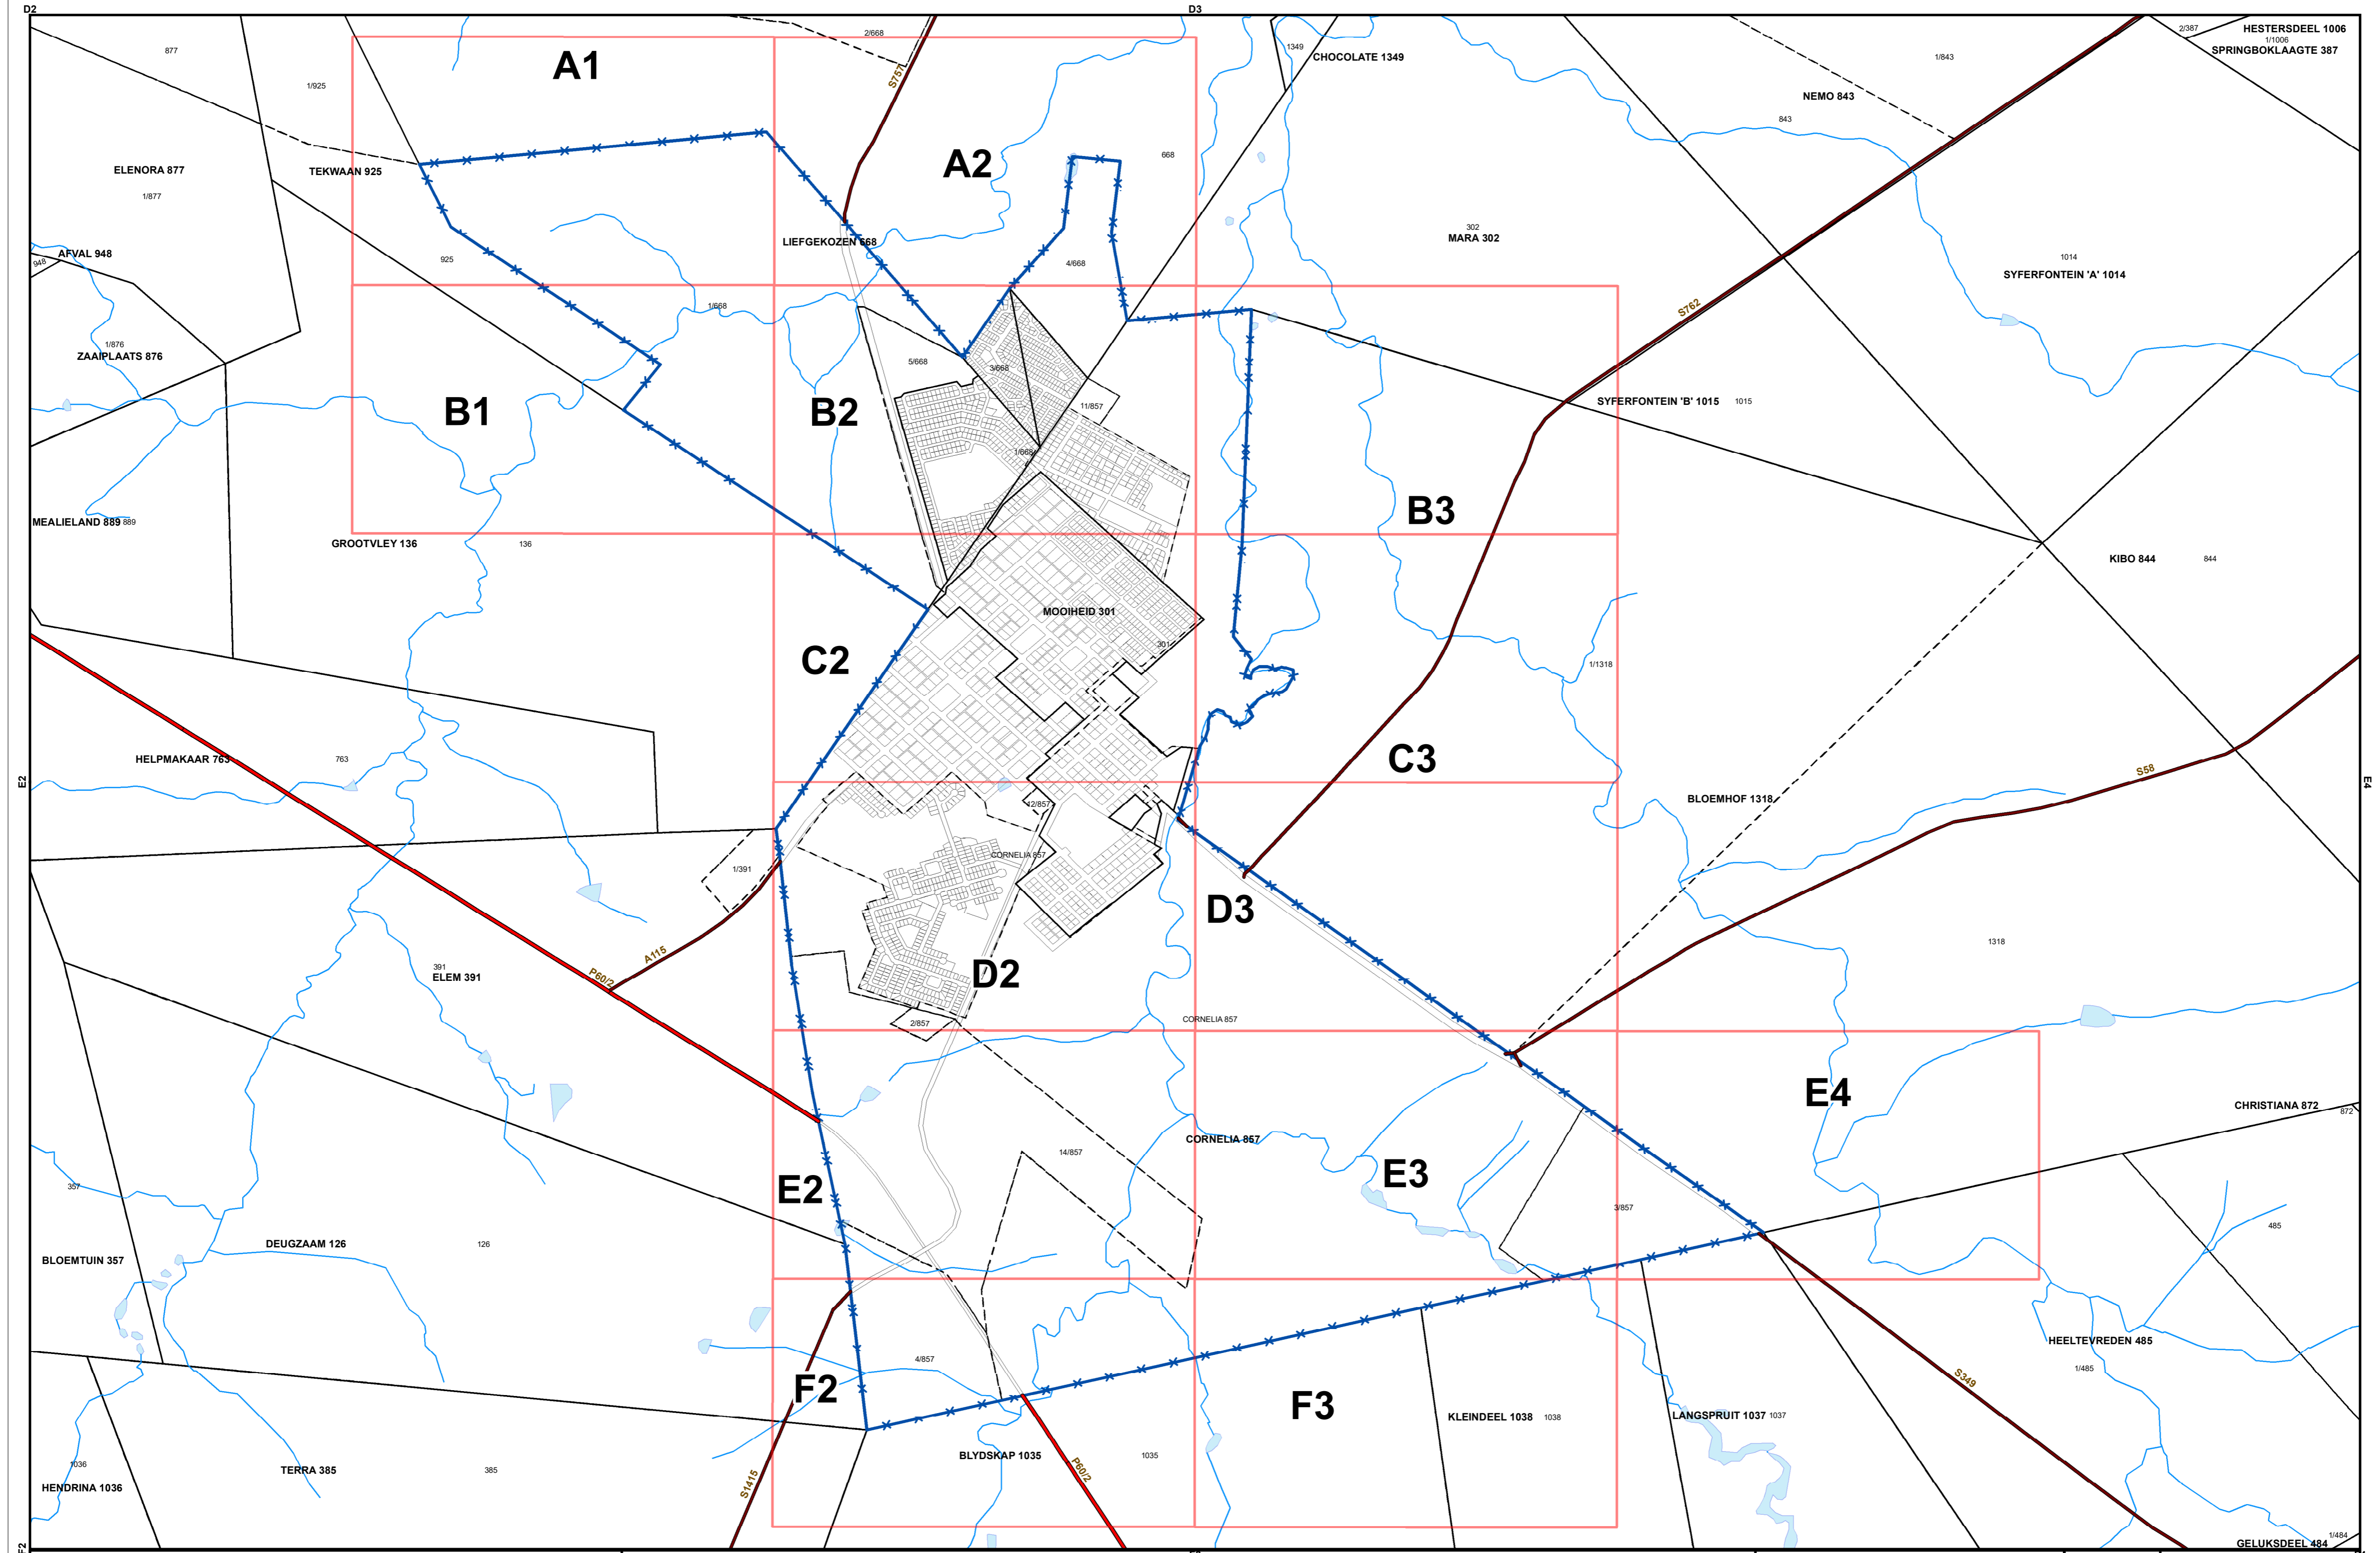 D2
D3
2/668
2/387
HESTERSDEEL 1006
1/1006
SPRINGBOKLAAGTE 387
877
A1
1349
CHOCOLATE 1349
1/843
1/925
S757
NEMO 843
843
ELENORA 877
1/877
TEKWAAN 925
A2
668
LIEFGEKOZEN 668
302
MARA 302
AFVAL 948
948
925
4/668
1014
SYFERFONTEIN 'A' 1014
1/668
S762
1/876
ZAAIPLAATS 876
5/668
3/668
B1
B2
11/857
SYFERFONTEIN 'B' 1015
1015
1/668
B3
MEALIELAND 889
889
GROOTVLEY 136
136
KIBO 844
844
MOOIHEID 301
301
C2
1/1318
HELPMAKAAR 763
763
C3
S58
E2
E4
BLOEMHOF 1318
12/857
CORNELIA 857
1/391
D3
A115
391
ELEM 391
P60/2
D2
1318
2/857
CORNELIA 857
E4
CHRISTIANA 872
872
CORNELIA 857
14/857
E3
E2
357
3/857
485
DEUGZAAM 126
126
BLOEMTUIN 357
HEELTEVREDEN 485
4/857
1/485
S349
F2
F3
KLEINDEEL 1038
1038
LANGSPRUIT 1037
1037
BLYDSKAP 1035
1035
1036
TERRA 385
385
P60/2
S1415
HENDRINA 1036
1/484
GELUKSDEEL 484
F2